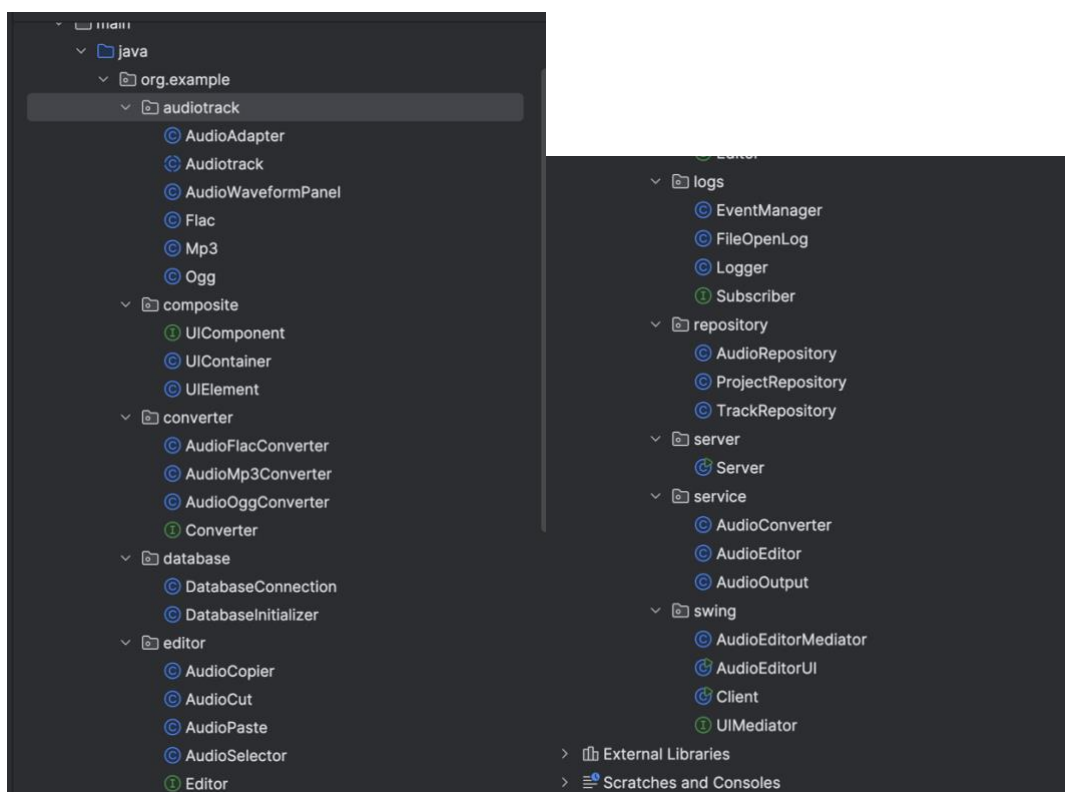 main
java
org.example
audiotrack
AudioAdapter
Audiotrack
AudioWaveformPanel
Flac
Mp3
Ogg
composite
UIComponent
UIContainer
UIElement
converter
AudioFlacConverter
AudioMp3Converter
AudioOggConverter
Converter
database
DatabaseConnection
DatabaseInitializer
editor
AudioCopier
AudioCut
AudioPaste
AudioSelector
Editor
Editor
logs
EventManager
FileOpenLog
Logger
Subscriber
repository
AudioRepository
ProjectRepository
TrackRepository
server
Server
service
AudioConverter
AudioEditor
AudioOutput
swing
AudioEditorMediator
AudioEditorUI
Client
UIMediator
External Libraries
Scratches and Consoles